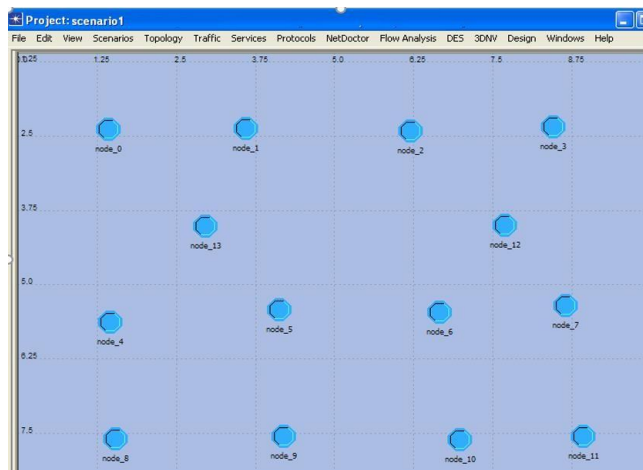 Project: scenario1
File Edit View Scenarios Topology Traffic Services Protocols NetDoctor Flow Analysis DES 3DNV Design Windows Help
1.25 2.5 3.75 5.0 6.25 7.5 8.75
2.5
node_0 node_1 node_2 node_3
3.75
node_13 node_12
5.0
node_4 node_5 node_6 node_7
6.25
7.5
node_8 node_9 node_10 node_11